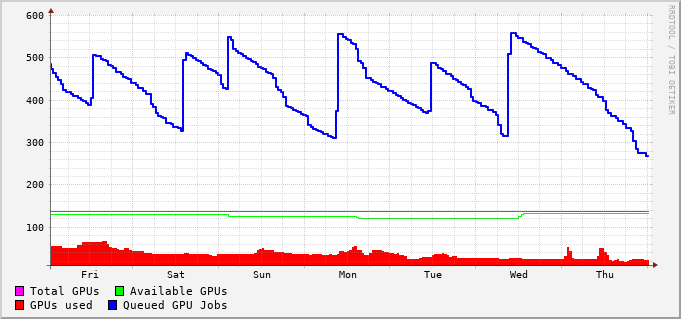 600
500
400
300
200
100
Fri Sat Sun Mon Tue Wed Thu
Total GPUs Available GPUs
GPUs used Queued GPU Jobs
RRDTOOL / TOBI OETIKER